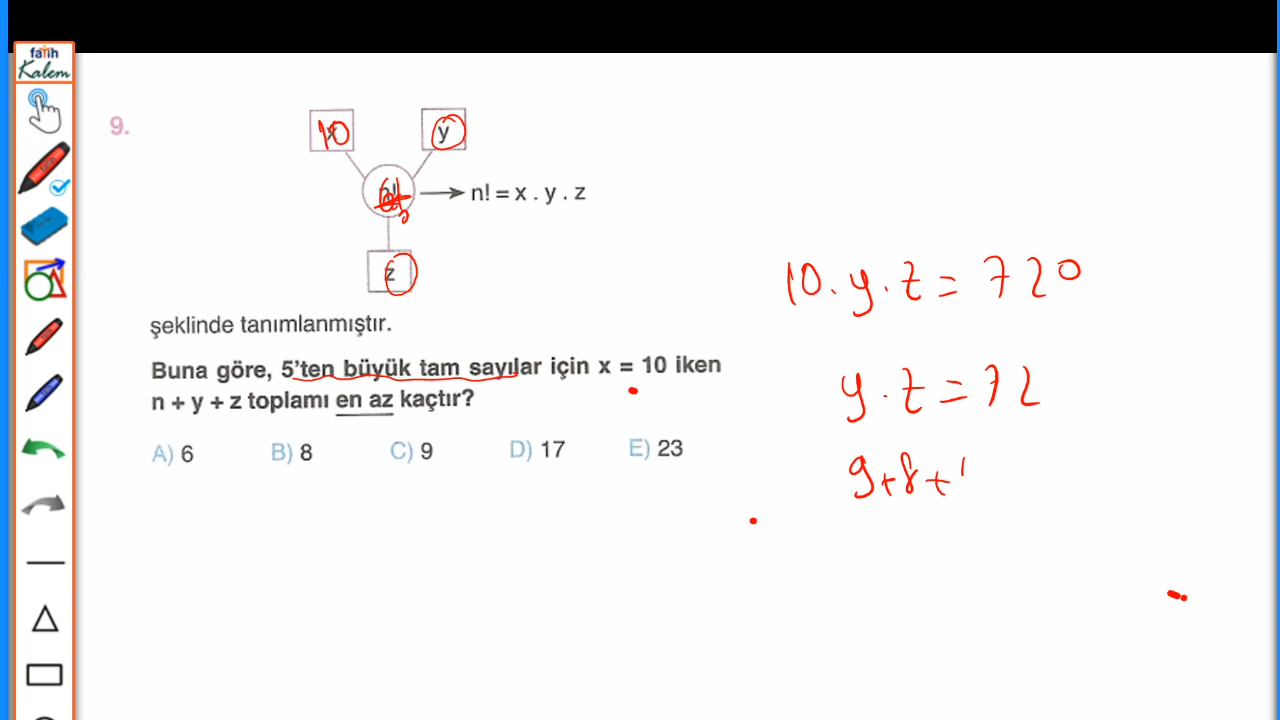 fatih
Kalem
9.
10
y
n! = x . y . z
z
10. y. z = 720
şeklinde tanımlanmıştır.
Buna göre, 5'ten büyük tam sayılar için x = 10 iken
n + y + z toplamı en az kaçtır?
y. z = 72
A) 6 B) 8 C) 9 D) 17 E) 23
9+8+